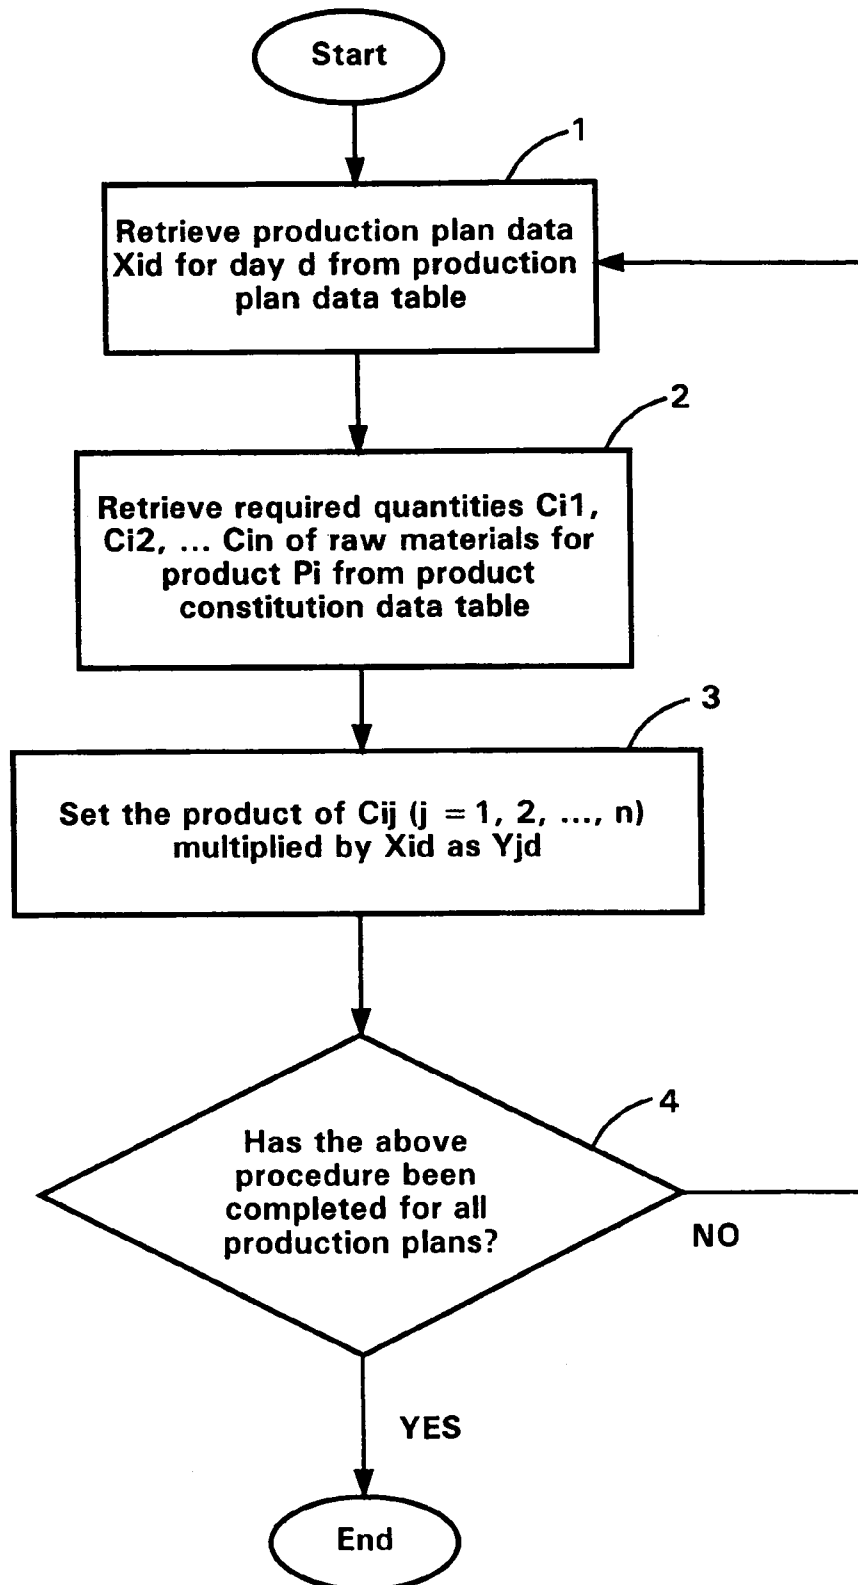 Start
1
Retrieve production plan data
Xid for day d from production
plan data table
2
Retrieve required quantities Ci1,
Ci2, ... Cin of raw materials for
product Pi from product
constitution data table
3
Set the product of Cij (j = 1, 2, ..., n)
multiplied by Xid as Yjd
4
Has the above
procedure been
completed for all
production plans?
NO
YES
End